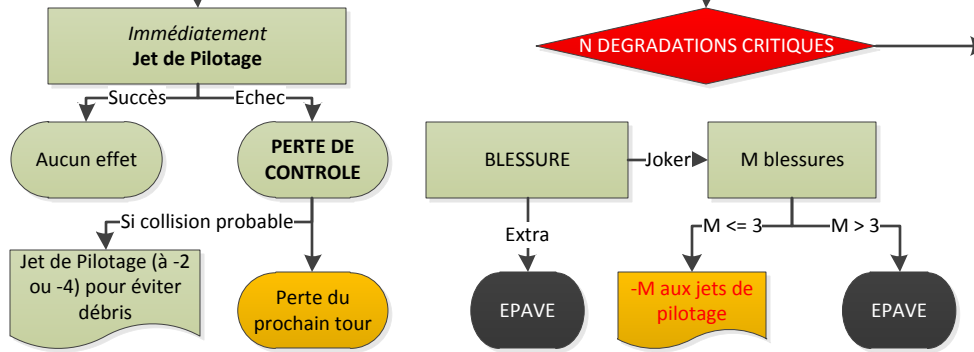 Immédiatement
Jet de Pilotage
Succès
Echec
Aucun effet
PERTE DE
CONTROLE
Si collision probable
Jet de Pilotage (à -2
ou -4) pour éviter
débris
Perte du
prochain tour
N DEGRADATIONS CRITIQUES
BLESSURE
Joker
M blessures
Extra
M <= 3
M > 3
EPAVE
-M aux jets de
pilotage
EPAVE